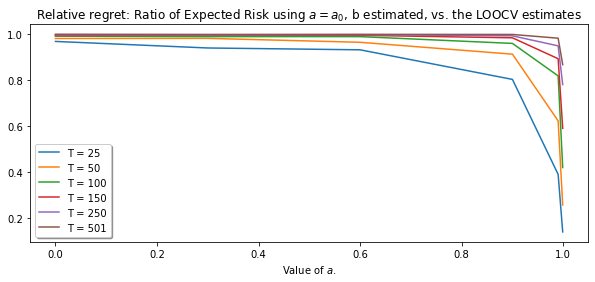 Relative regret: Ratio of Expected Risk using a = a₀, b estimated, vs. the LOOCV estimates
1.0
0.8
0.6
0.4
0.2
T = 25
T = 50
T = 100
T = 150
T = 250
T = 501
0.0 0.2 0.4 0.6 0.8 1.0
Value of a.